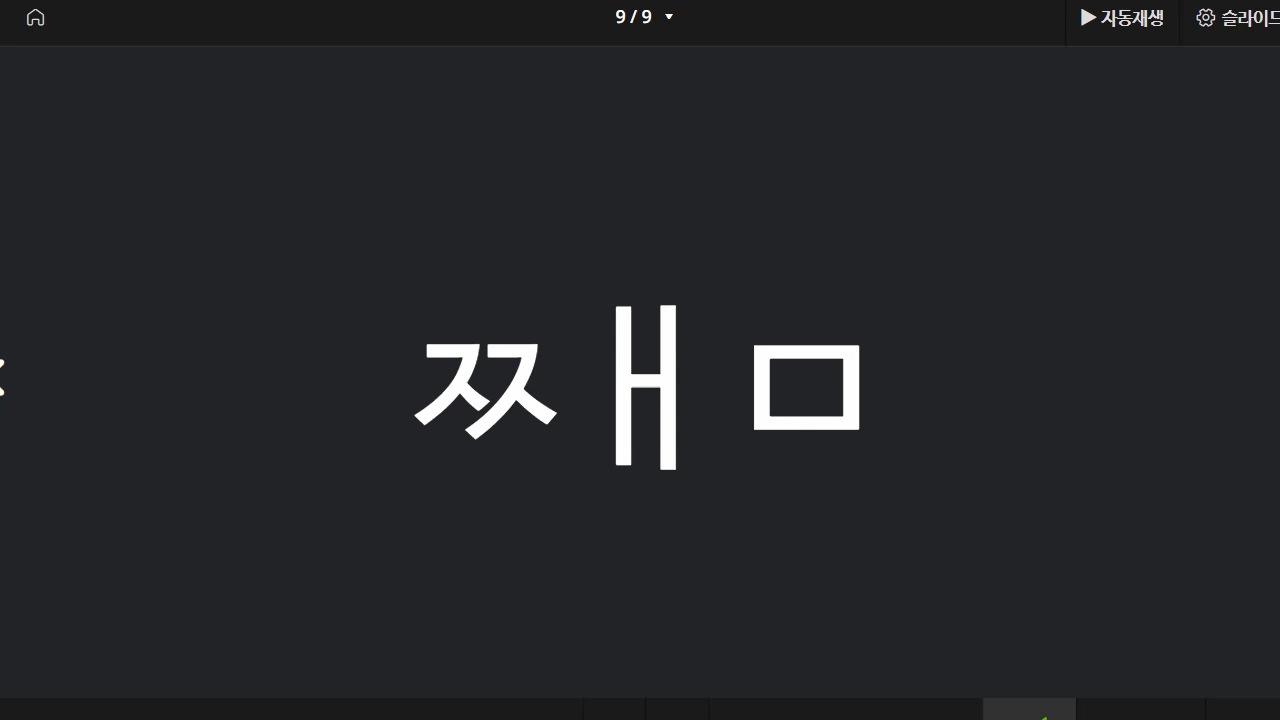 9 / 9
자동재생
슬라이드
ㅉ ㅐ ㅁ